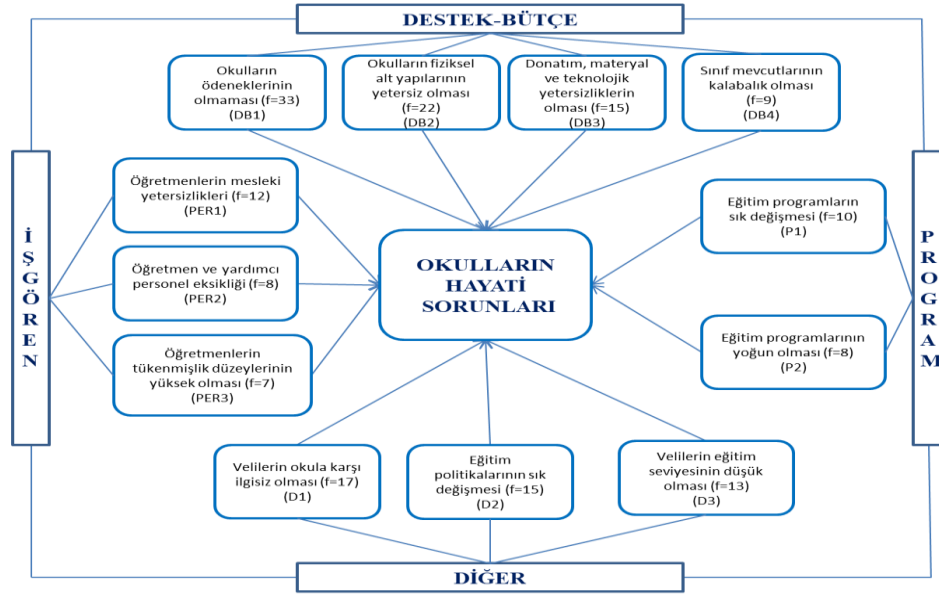 DESTEK-BÜTÇE
Okulların
ödeneklerinin
olmaması (f=33)
(DB1)
Okulların fiziksel
alt yapılarının
yetersiz olması
(f=22)
(DB2)
Donatım, materyal
ve teknolojik
yetersizliklerin
olması (f=15)
(DB3)
Sınıf mevcutlarının
kalabalık olması
(f=9)
(DB4)
İŞGÖREN
Öğretmenlerin mesleki
yetersizlikleri (f=12)
(PER1)
Öğretmen ve yardımcı
personel eksikliği (f=8)
(PER2)
Öğretmenlerin
tükenmişlik düzeylerinin
yüksek olması (f=7)
(PER3)
OKULLARIN
HAYATİ
SORUNLARI
Eğitim programların
sık değişmesi (f=10)
(P1)
Eğitim programlarının
yoğun olması (f=8)
(P2)
PROGRAM
Velilerin okula karşı
ilgisiz olması (f=17)
(D1)
Eğitim
politikalarının sık
değişmesi (f=15)
(D2)
Velilerin eğitim
seviyesinin düşük
olması (f=13)
(D3)
DİĞER